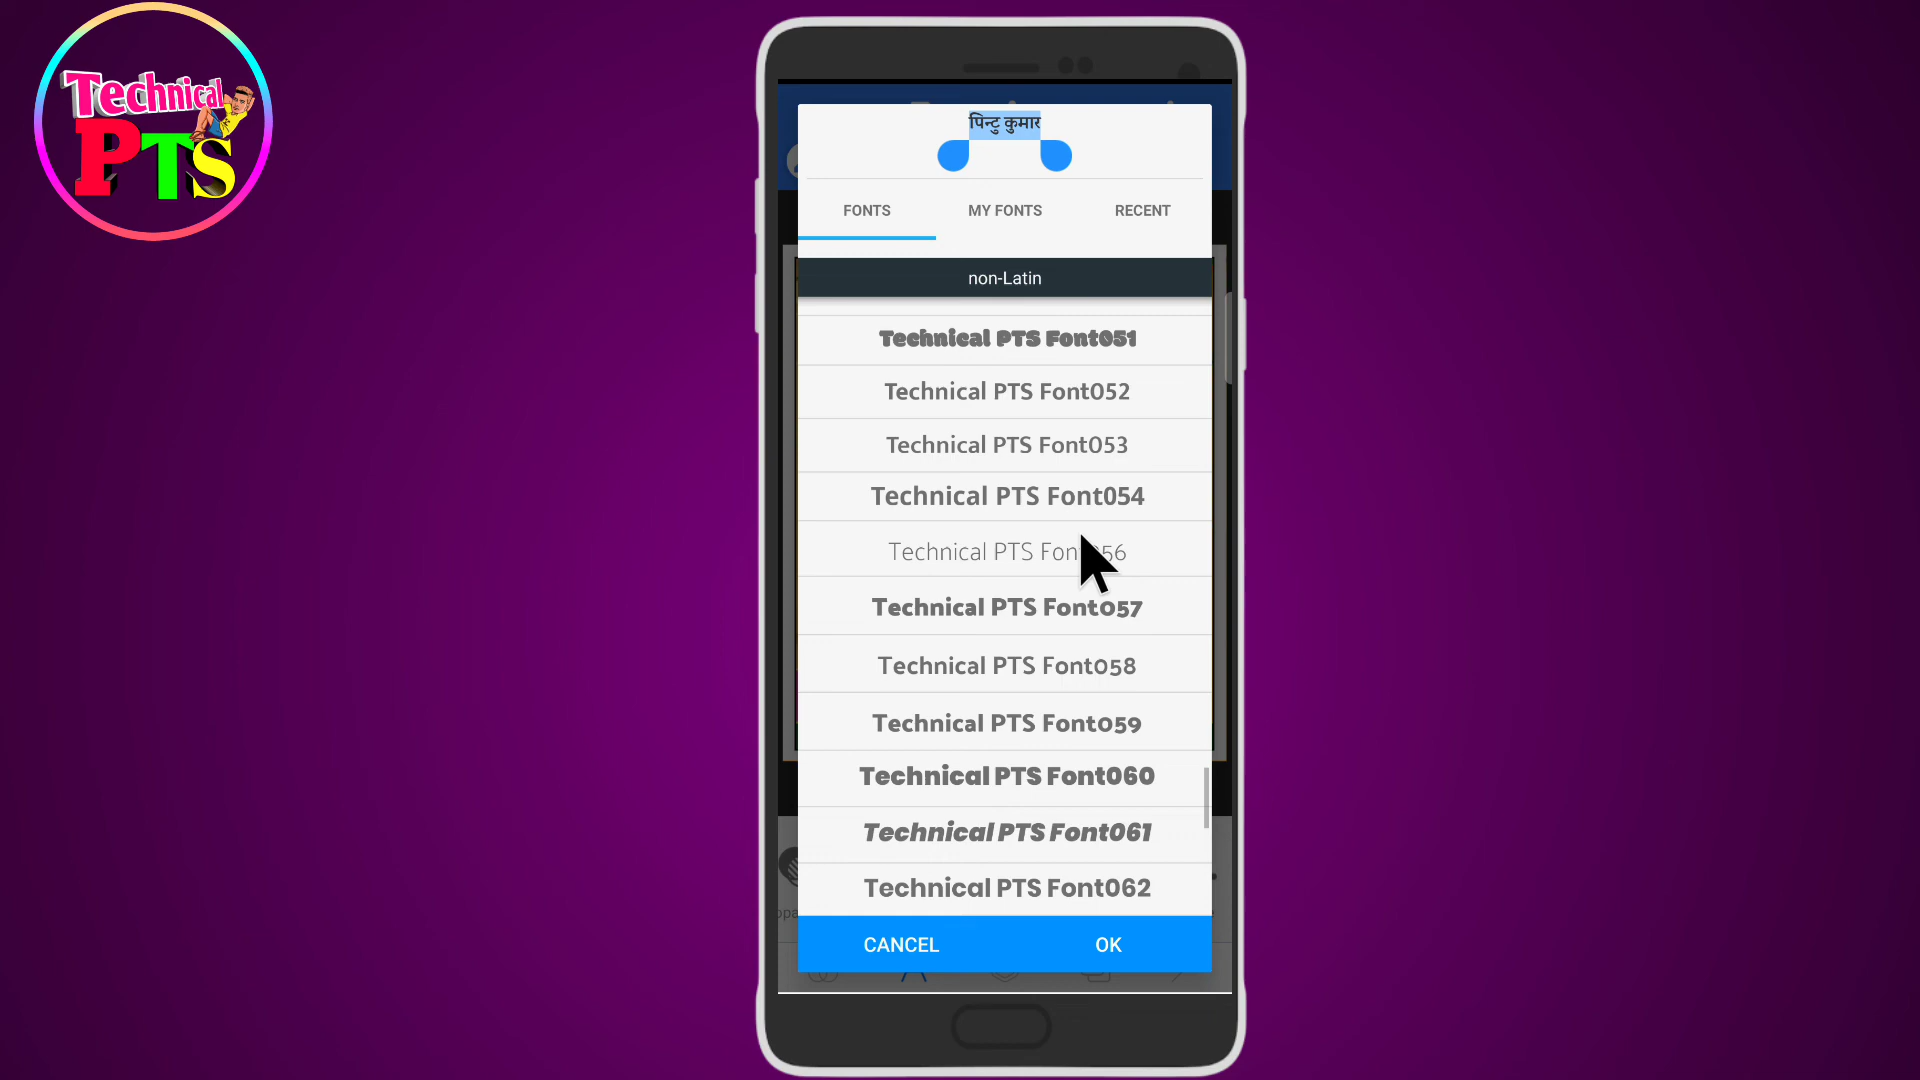 Technical
PTS
पिन्टु कुमार
FONTS MY FONTS RECENT
non-Latin
Technical PTS Font051
Technical PTS Font052
Technical PTS Font053
Technical PTS Font054
Technical PTS Font056
Technical PTS Font057
Technical PTS Font058
Technical PTS Font059
Technical PTS Font060
Technical PTS Font061
Technical PTS Font062
CANCEL OK